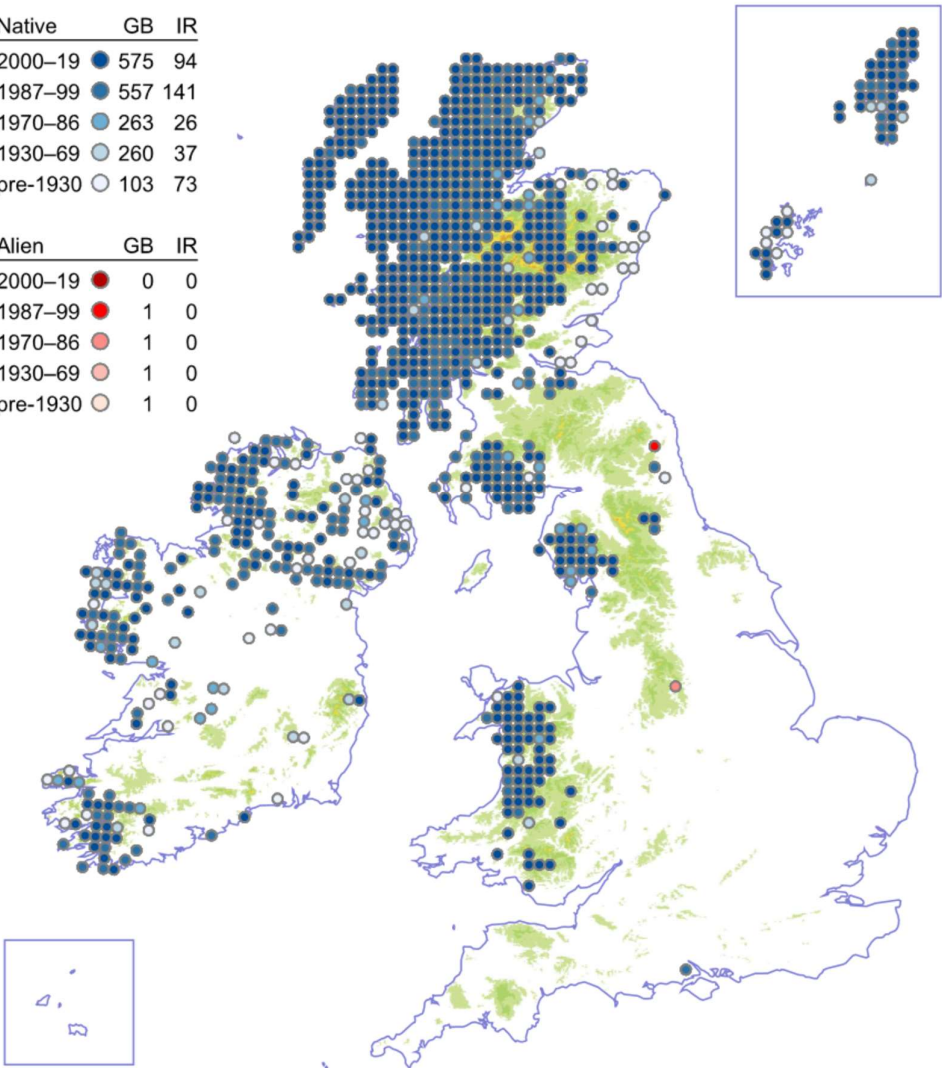 Native GB IR
2000–19 575 94
1987–99 557 141
1970–86 263 26
1930–69 260 37
pre-1930 103 73
Alien GB IR
2000–19 0 0
1987–99 1 0
1970–86 1 0
1930–69 1 0
pre-1930 1 0